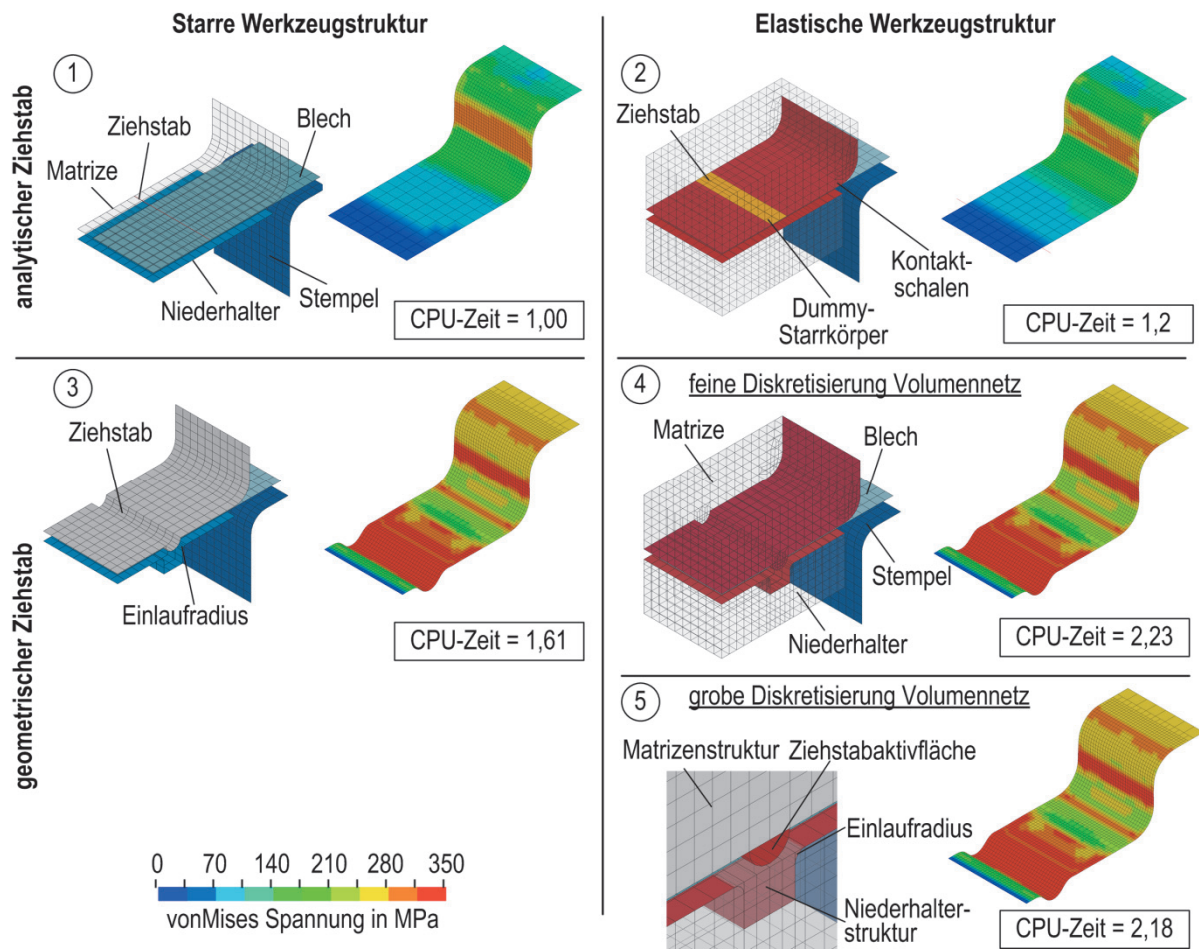 Starre Werkzeugstruktur
Elastische Werkzeugstruktur
analytischer Ziehstab
1
Ziehstab
Matrize
Blech
Niederhalter
Stempel
CPU-Zeit = 1,00
2
Ziehstab
Kontakt-
schalen
Dummy-
Starrkörper
CPU-Zeit = 1,2
geometrischer Ziehstab
3
Ziehstab
Einlaufradius
CPU-Zeit = 1,61
4
feine Diskretisierung Volumennetz
Matrize
Blech
Stempel
Niederhalter
CPU-Zeit = 2,23
5
grobe Diskretisierung Volumennetz
Matrizenstruktur
Ziehstabaktivfläche
Einlaufradius
Niederhalter-
struktur
CPU-Zeit = 2,18
0 70 140 210 280 350
vonMises Spannung in MPa